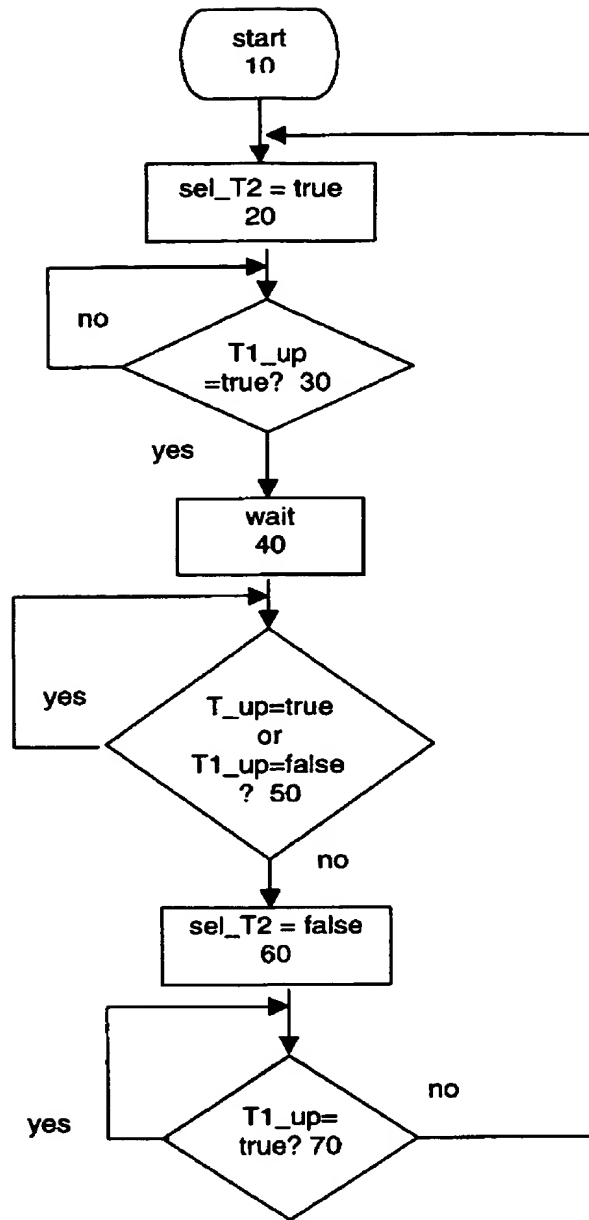 start
10
sel_T2 = true
20
no
T1_up
=true? 30
yes
wait
40
yes
T_up=true
or
T1_up=false
? 50
no
sel_T2 = false
60
no
yes
T1_up=
true? 70